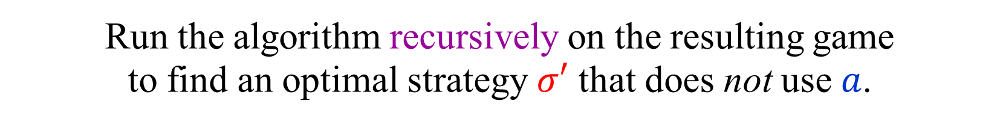 Run the algorithm recursively on the resulting game
to find an optimal strategy σ′ that does not use a.